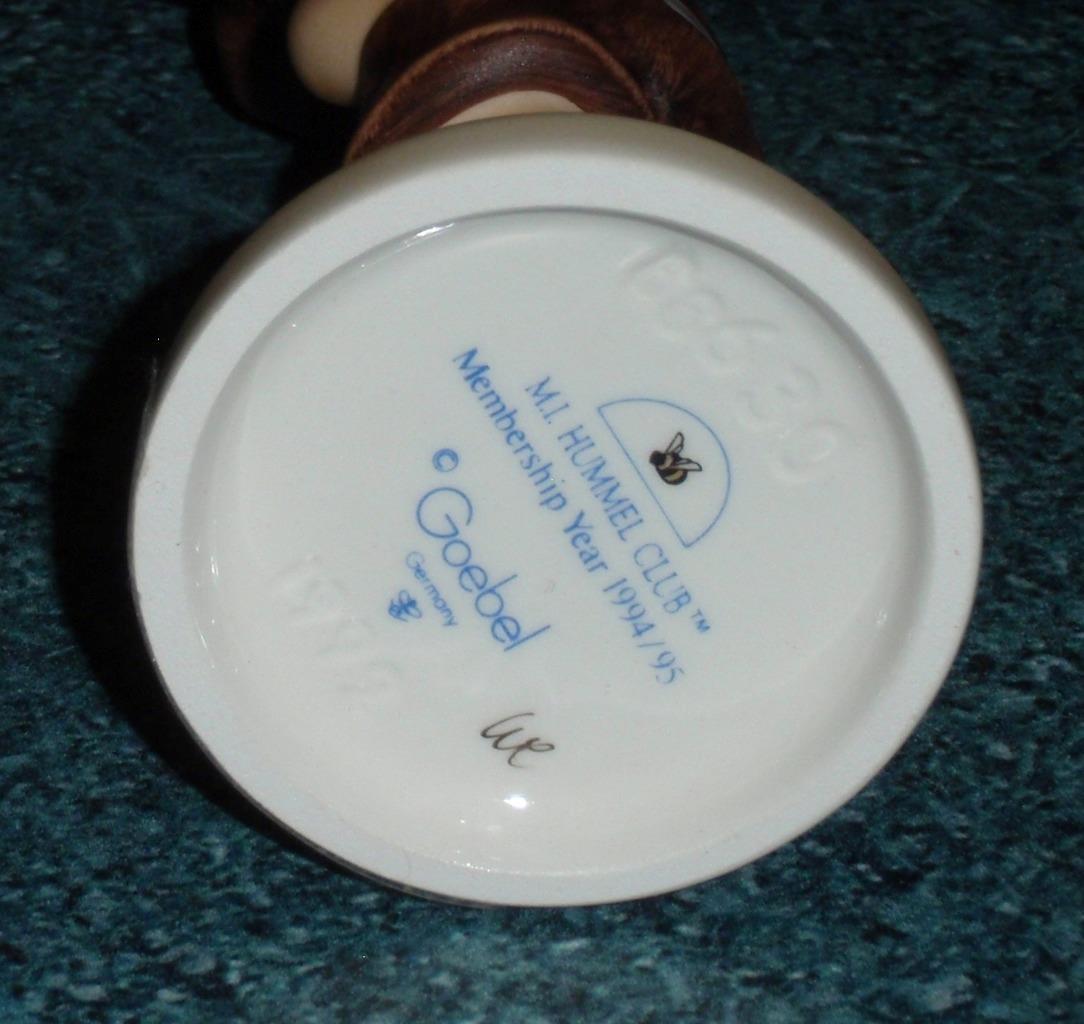 M.I. HUMMEL CLUB™
Membership Year 1994/95
© Goebel
Germany